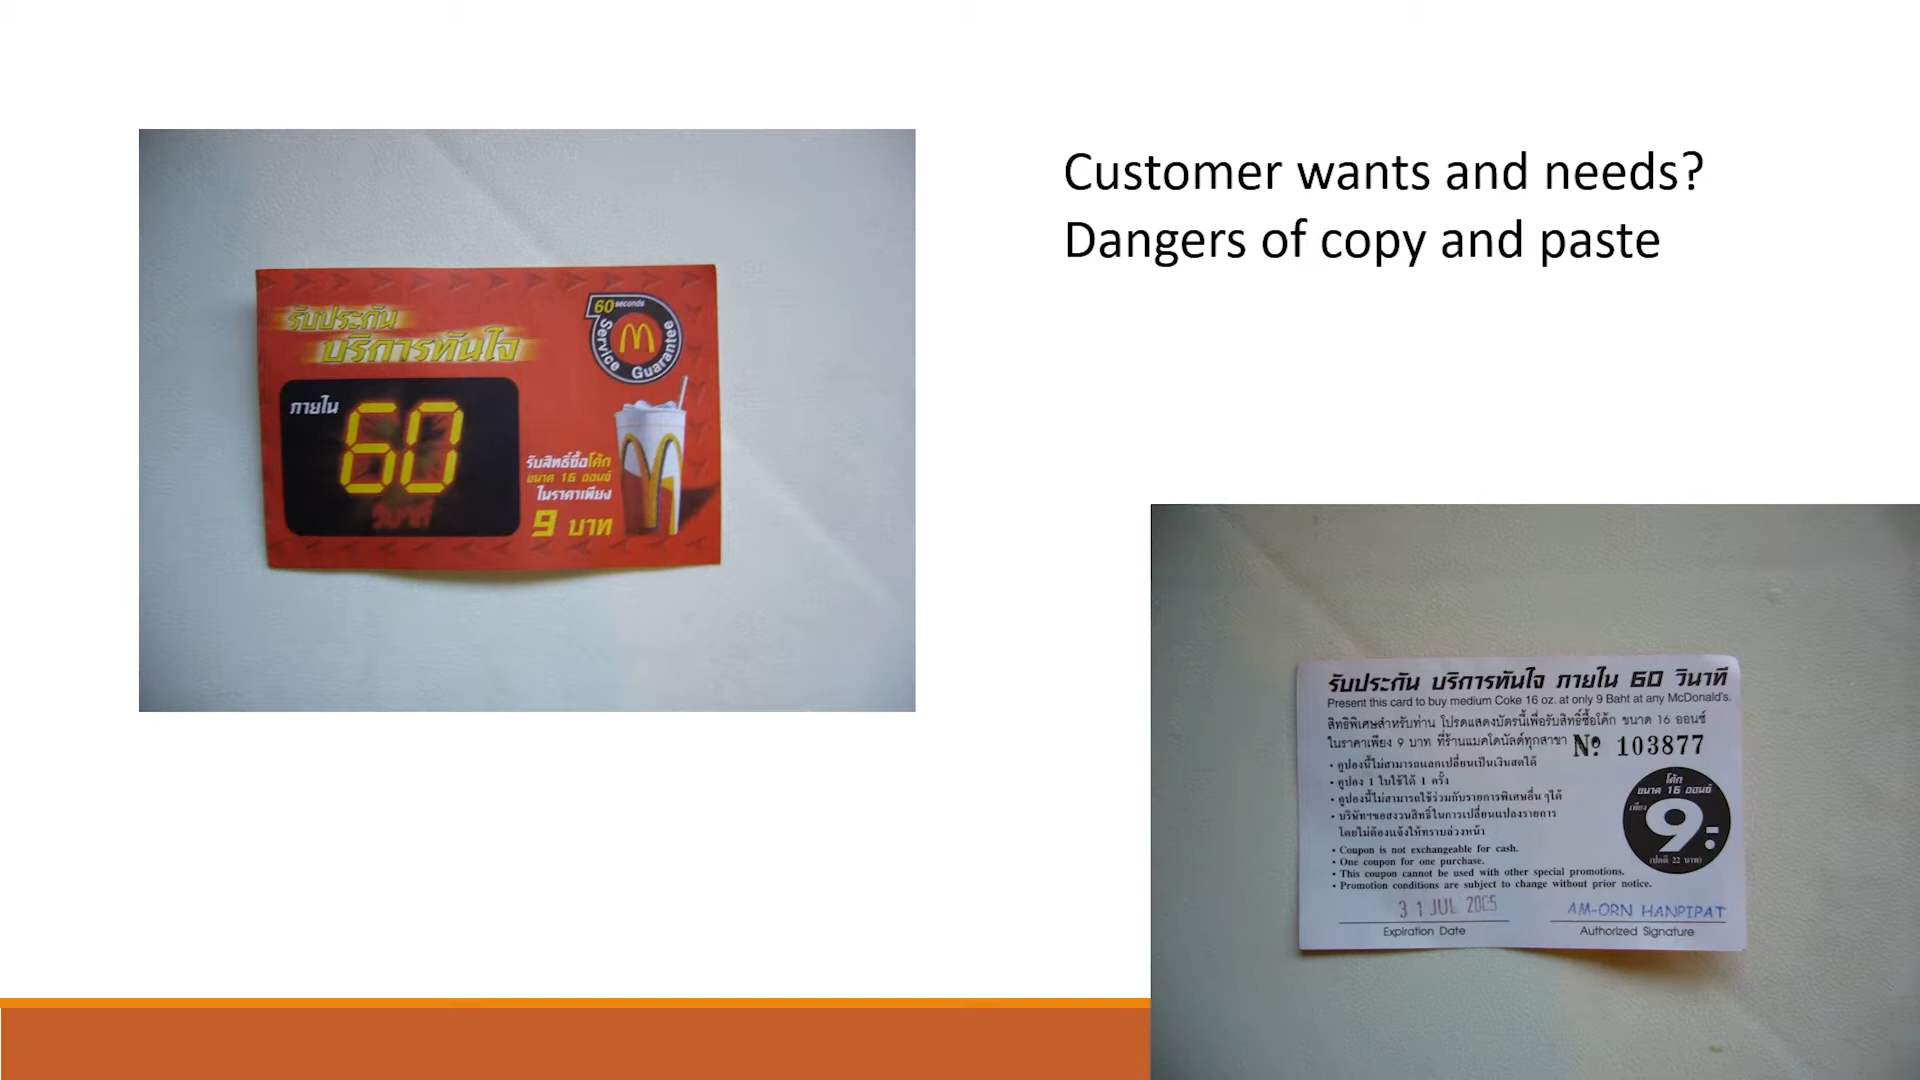 Customer wants and needs?
Dangers of copy and paste
รับประกัน
บริการทันใจ
60 seconds
Service Guarantee
ภายใน
60
วินาที
รับสิทธิ์ซื้อโค้ก
ขนาด 16 ออนซ์
ในราคาเพียง
9 บาท
รับประกัน บริการทันใจ ภายใน 60 วินาที
Present this card to buy medium Coke 16 oz. at only 9 Baht at any McDonald's.
สิทธิพิเศษสำหรับท่าน โปรดแสดงบัตรนี้เพื่อรับสิทธิ์ซื้อโค้ก ขนาด 16 ออนซ์
ในราคาเพียง 9 บาท ที่ร้านแมคโดนัลด์ทุกสาขา
Nº 103877
• คูปองนี้ไม่สามารถแลกเปลี่ยนเป็นเงินสดได้
• คูปอง 1 ใบใช้ได้ 1 ครั้ง
• คูปองนี้ไม่สามารถใช้ร่วมกับรายการพิเศษอื่น ๆได้
• บริษัทฯขอสงวนสิทธิ์ในการเปลี่ยนแปลงรายการ
โดยไม่ต้องแจ้งให้ทราบล่วงหน้า
• Coupon is not exchangeable for cash.
• One coupon for one purchase.
• This coupon cannot be used with other special promotions.
• Promotion conditions are subject to change without prior notice.
โค้ก
ขนาด 16 ออนซ์
เพียง 9.-
(ปกติ 22 บาท)
31 JUL 2005
Expiration Date
AM-ORN HANPIPAT
Authorized Signature